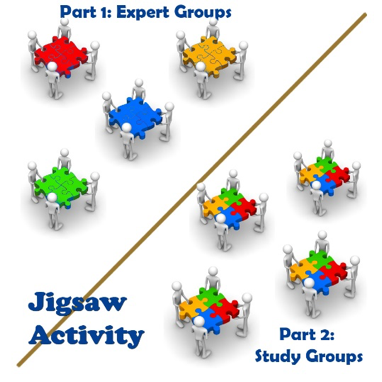 Part 1: Expert Groups
Jigsaw
Activity
Part 2:
Study Groups